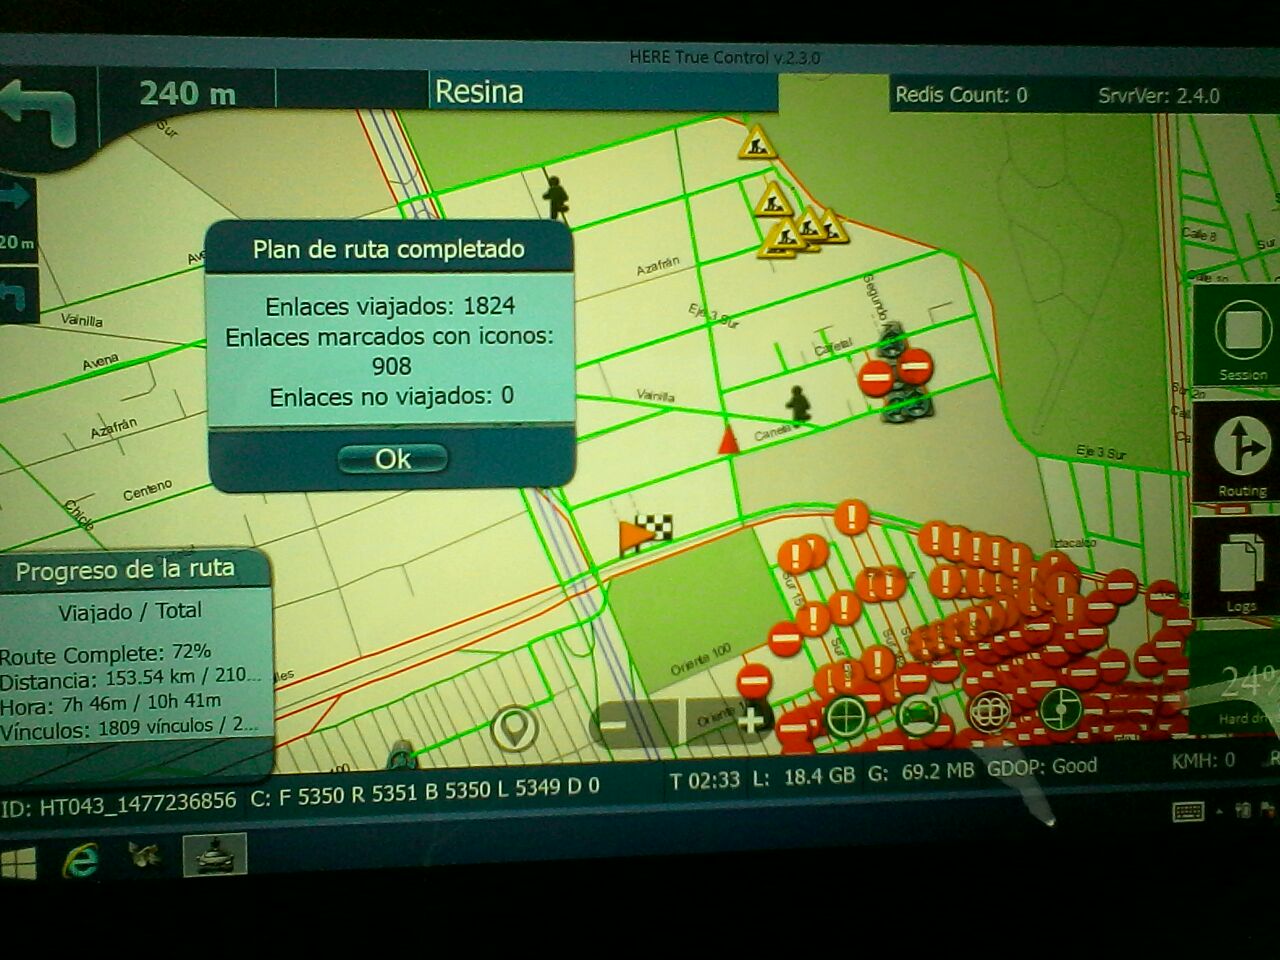 HERE True Control v.2.3.0
240 m
Resina
Redis Count: 0
SrvrVer: 2.4.0
20 m
Sur
Plan de ruta completado
Enlaces viajados: 1824
Enlaces marcados con iconos:
908
Enlaces no viajados: 0
Ok
Azafrán
Eje 3 Sur
Segundo
Cafetal
Vainilla
Canela
Calle 8
Sur
Vainilla
Avena
Azafrán
Centeno
Chicle
Eje 3 Sur
Iztacalco
Session
Routing
Logs
Progreso de la ruta
Viajado / Total
Route Complete: 72%
Distancia: 153.54 km / 210...
Hora: 7h 46m / 10h 41m
Vínculos: 1809 vínculos / 2...
Oriente 100
24%
ID: HT043_1477236856 C: F 5350 R 5351 B 5350 L 5349 D 0
T 02:33 L: 18.4 GB G: 69.2 MB GDOP: Good
KMH: 0